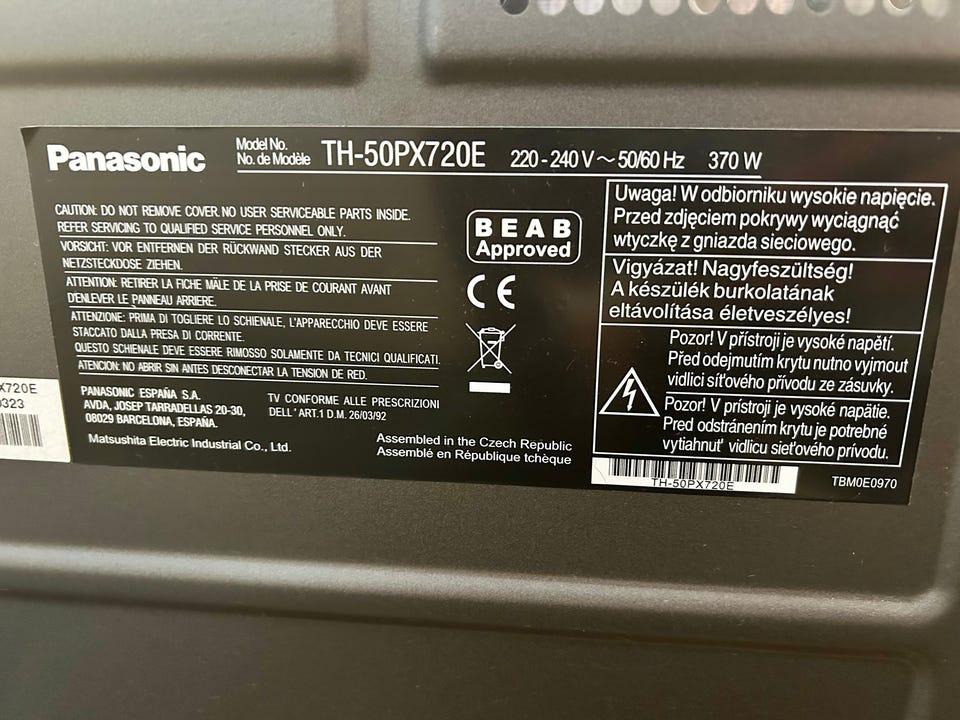 Panasonic
Model No.
No. de Modèle
TH-50PX720E
220 - 240 V ~ 50/60 Hz 370 W
CAUTION: DO NOT REMOVE COVER. NO USER SERVICEABLE PARTS INSIDE.
REFER SERVICING TO QUALIFIED SERVICE PERSONNEL ONLY.
VORSICHT: VOR ENTFERNEN DER RÜCKWAND STECKER AUS DER
NETZSTECKDOSE ZIEHEN.
ATTENTION: RETIRER LA FICHE MÂLE DE LA PRISE DE COURANT AVANT
D'ENLEVER LE PANNEAU ARRIERE.
ATTENZIONE: PRIMA DI TOGLIERE LO SCHIENALE, L'APPARECCHIO DEVE ESSERE
STACCATO DALLA PRESA DI CORRENTE.
QUESTO SCHIENALE DEVE ESSERE RIMOSSO SOLAMENTE DA TECNICI QUALIFICATI.
ATENCION: NO ABRIR SIN ANTES DESCONECTAR LA TENSION DE RED.
PANASONIC ESPAÑA S.A.
AVDA, JOSEP TARRADELLAS 20-30,
08029 BARCELONA, ESPAÑA.
TV CONFORME ALLE PRESCRIZIONI
DELL' ART.1 D.M. 26/03/92
Matsushita Electric Industrial Co., Ltd.
Assembled in the Czech Republic
Assemblé en République tchèque
BEAB
Approved
CE
Uwaga! W odbiorniku wysokie napięcie.
Przed zdjęciem pokrywy wyciągnąć
wtyczkę z gniazda sieciowego.
Vigyázat! Nagyfeszültség!
A készülék burkolatának
eltávolítása életveszélyes!
Pozor! V přístroji je vysoké napětí.
Před odejmutím krytu nutno vyjmout
vidlici síťového přívodu ze zásuvky.
Pozor! V prístroji je vysoké napätie.
Pred odstránením krytu je potrebné
vytiahnuť vidlicu sieťového prívodu.
TH-50PX720E
TBM0E0970
X720E
0323